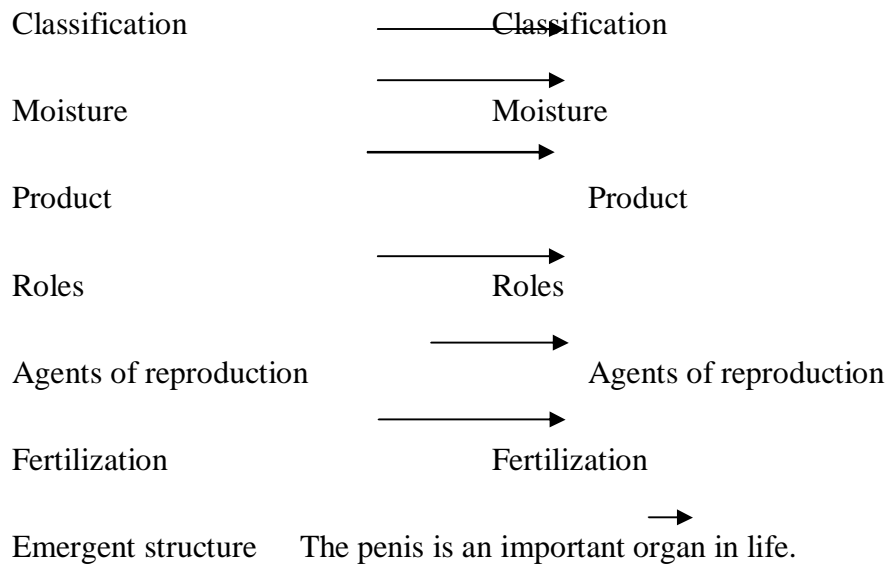 Classification Classification
Moisture Moisture
Product Product
Roles Roles
Agents of reproduction Agents of reproduction
Fertilization Fertilization
Emergent structure The penis is an important organ in life.